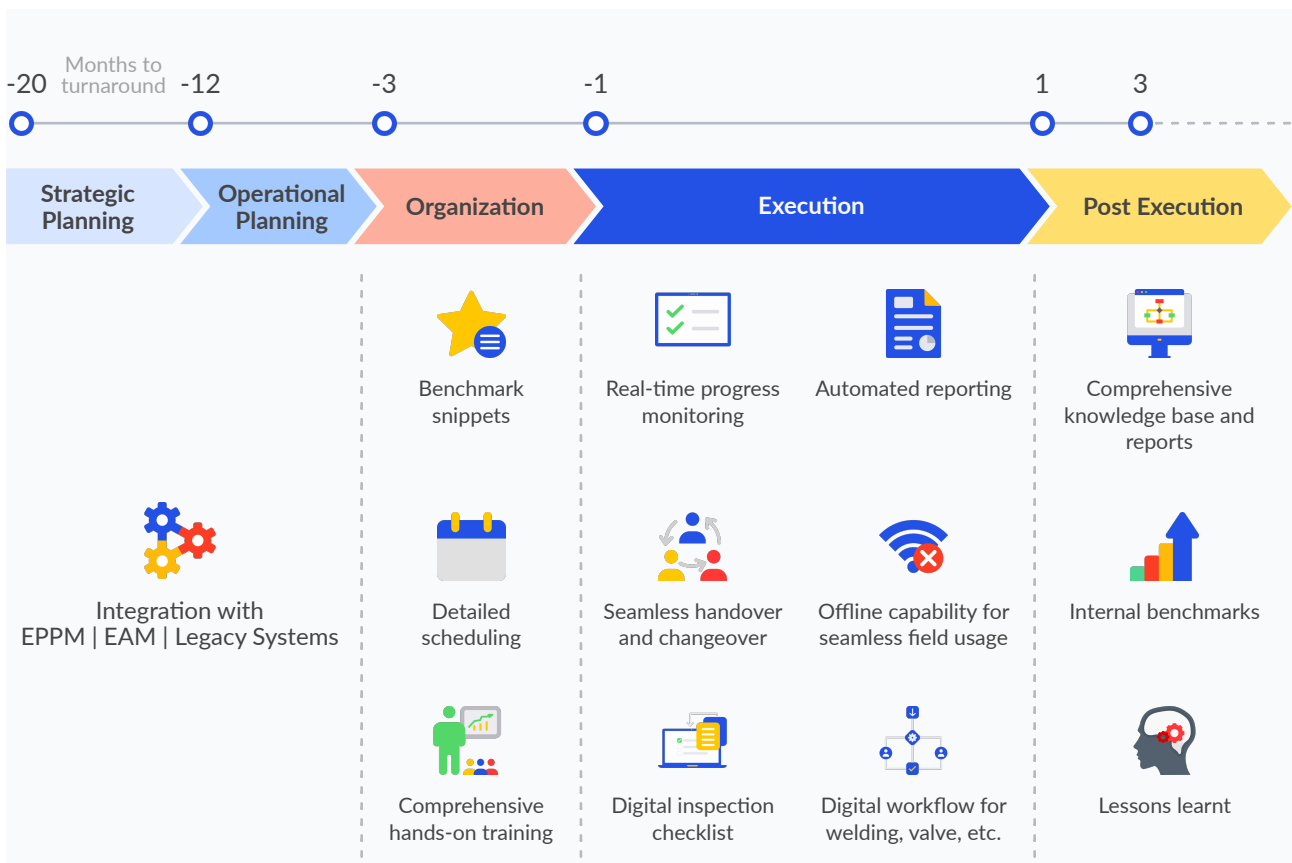 Months to
turnaround
-20
-12
-3
-1
1
3
Strategic
Planning
Operational
Planning
Organization
Execution
Post Execution
Integration with
EPPM | EAM | Legacy Systems
Benchmark
snippets
Detailed
scheduling
Comprehensive
hands-on training
Real-time progress
monitoring
Automated reporting
Seamless handover
and changeover
Offline capability for
seamless field usage
Digital inspection
checklist
Digital workflow for
welding, valve, etc.
Comprehensive
knowledge base and
reports
Internal benchmarks
Lessons learnt